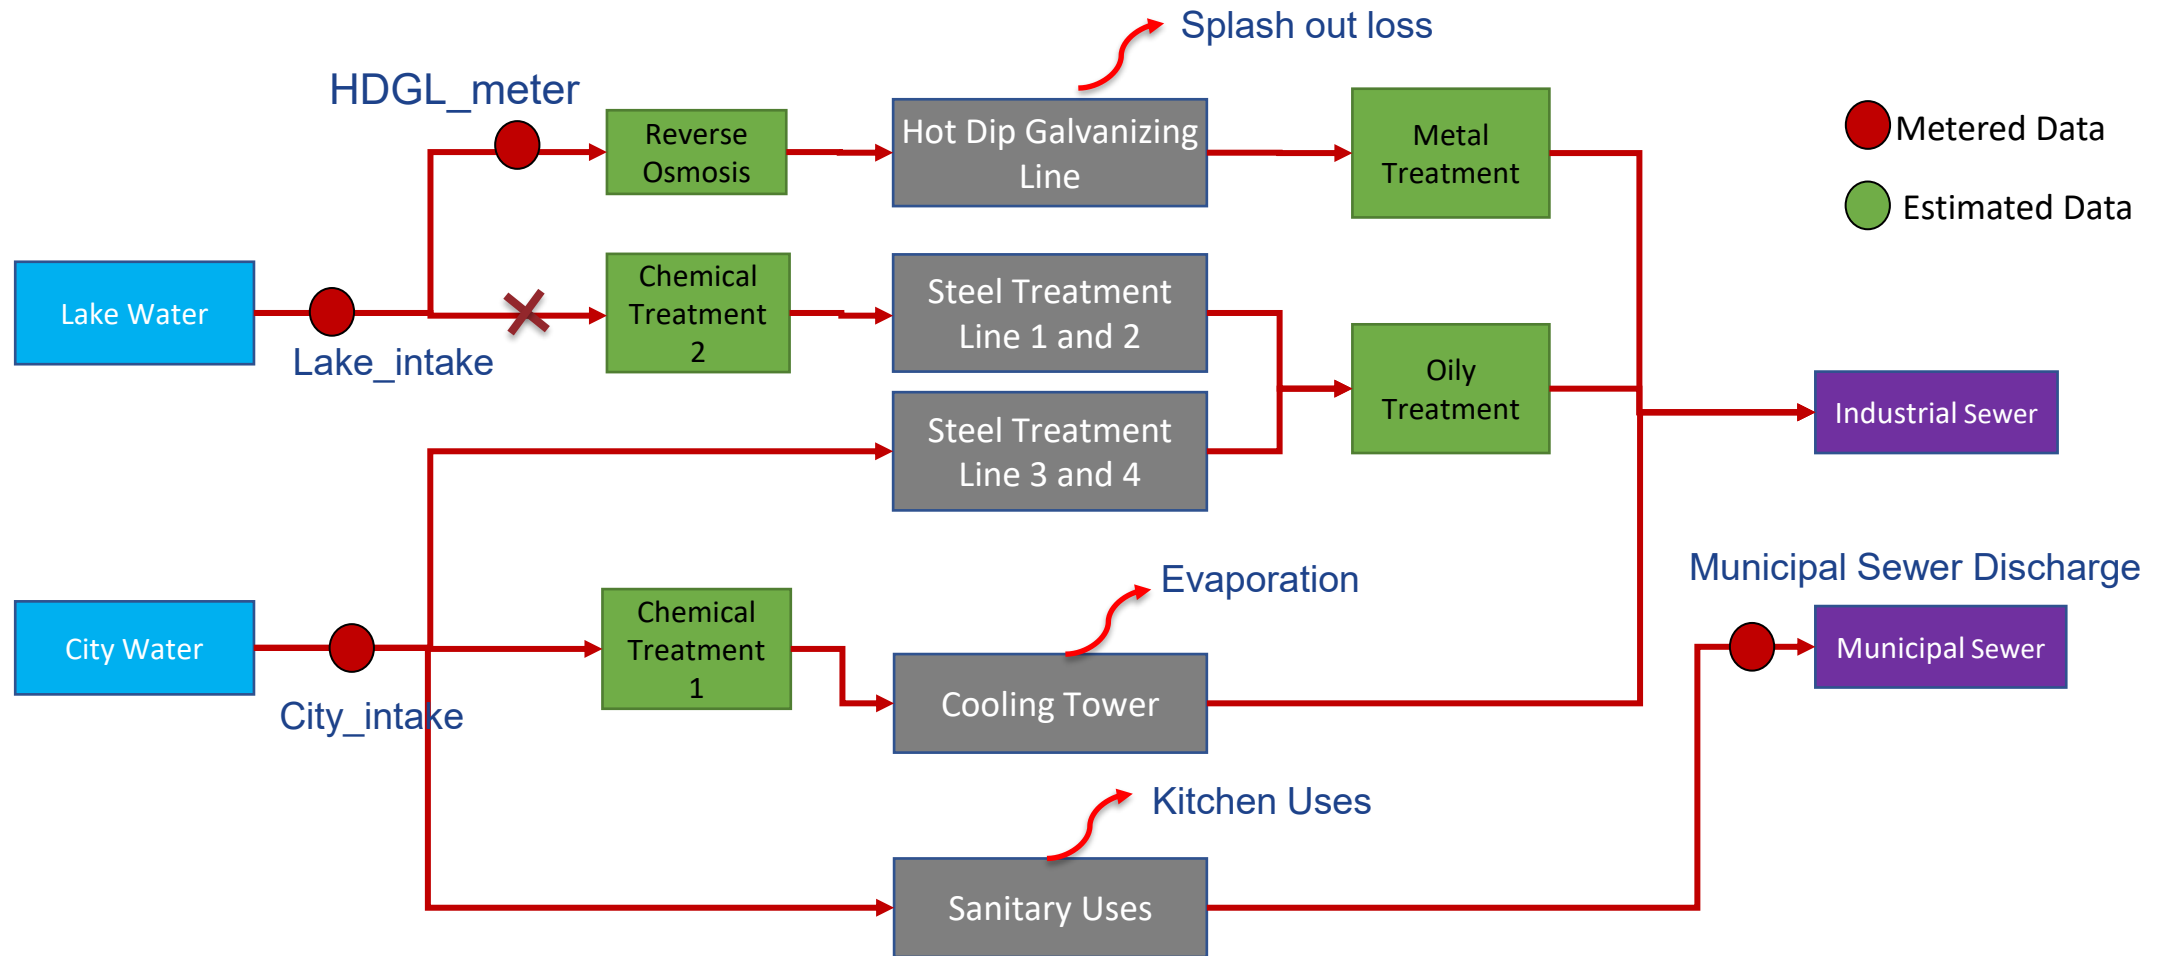 Splash out loss
HDGL_meter
Reverse
Osmosis
Hot Dip Galvanizing
Line
Metal
Treatment
Metered Data
Estimated Data
Lake Water
Lake_intake
Chemical
Treatment
2
Steel Treatment
Line 1 and 2
Oily
Treatment
Industrial Sewer
Steel Treatment
Line 3 and 4
City Water
City_intake
Chemical
Treatment
1
Evaporation
Cooling Tower
Municipal Sewer Discharge
Municipal Sewer
Kitchen Uses
Sanitary Uses